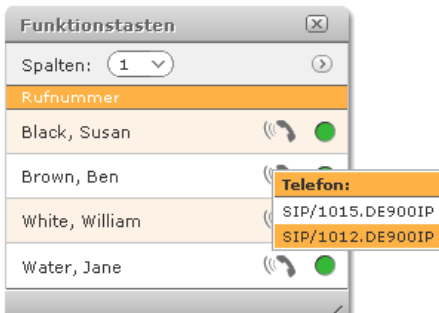 Funktionstasten
Spalten: 1
Rufnummer
Black, Susan
Brown, Ben
Telefon:
SIP/1015.DE900IP
White, William
SIP/1012.DE900IP
Water, Jane